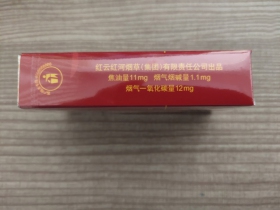 红云红河烟草(集团)有限责任公司出品
焦油量11mg 烟气烟碱量1.1mg
烟气一氧化碳量12mg